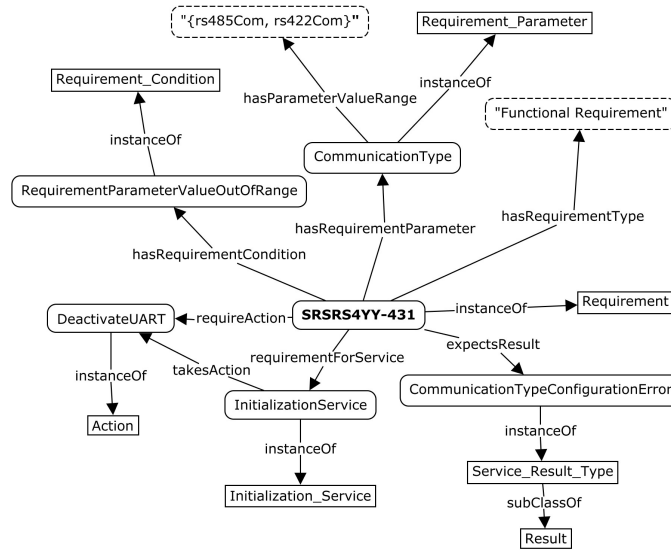 "{rs485Com, rs422Com}"
Requirement_Parameter
Requirement_Condition
instanceOf
hasParameterValueRange
"Functional Requirement"
instanceOf
CommunicationType
RequirementParameterValueOutOfRange
hasRequirementType
hasRequirementParameter
hasRequirementCondition
Requirement
instanceOf
DeactivateUART
requireAction
SRSRS4YY-431
expectsResult
requirementForService
takesAction
instanceOf
CommunicationTypeConfigurationError
InitializationService
Action
instanceOf
instanceOf
Service_Result_Type
Initialization_Service
subClassOf
Result